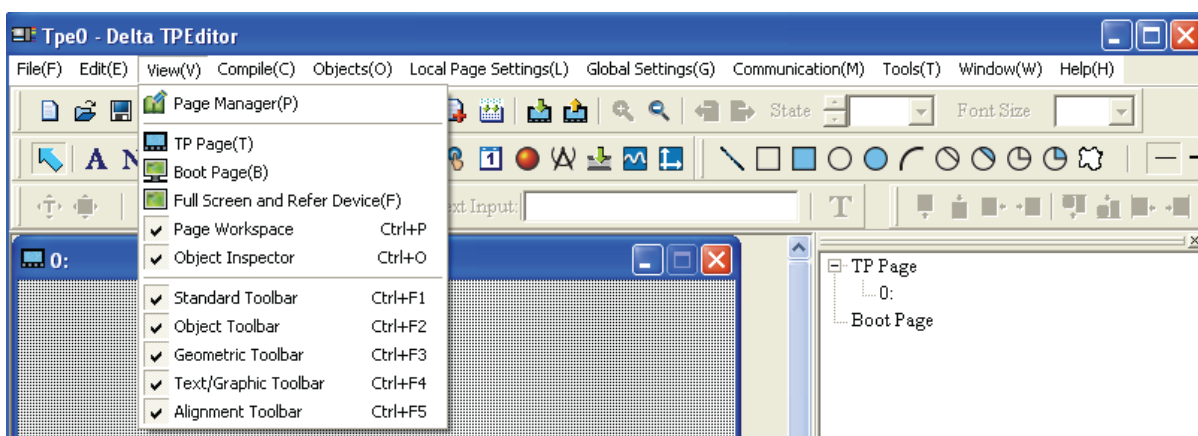 Tpe0 - Delta TPEditor
File(F) Edit(E) View(V) Compile(C) Objects(O) Local Page Settings(L) Global Settings(G) Communication(M) Tools(T) Window(W) Help(H)
Page Manager(P)
State Font Size
TP Page(T)
A N 1
Boot Page(B)
Full Screen and Refer Device(F)
Input: T
Page Workspace Ctrl+P
Object Inspector Ctrl+O
Standard Toolbar Ctrl+F1
Object Toolbar Ctrl+F2
Geometric Toolbar Ctrl+F3
Text/Graphic Toolbar Ctrl+F4
Alignment Toolbar Ctrl+F5
0:
TP Page
0:
Boot Page